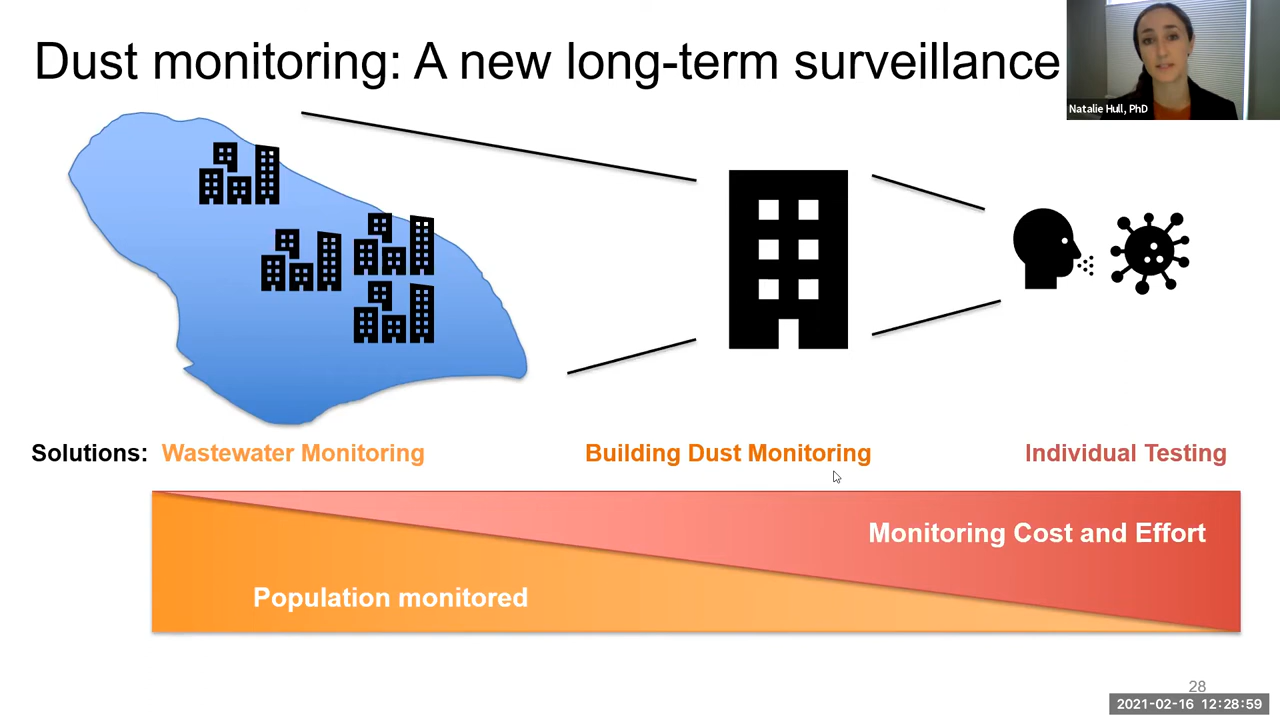 Dust monitoring: A new long-term surveillance
Natalie Hull, PhD
Solutions: Wastewater Monitoring Building Dust Monitoring Individual Testing
Monitoring Cost and Effort
Population monitored
28
2021-02-16 12:28:59